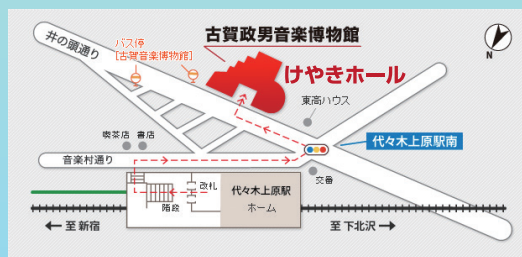 古賀政男音楽博物館
けやきホール
井の頭通り
バス停
[古賀音楽博物館]
N
東高ハウス
代々木上原駅南
喫茶店 書店
音楽村通り
交番
改札
階段
代々木上原駅
ホーム
← 至 新宿
至 下北沢 →